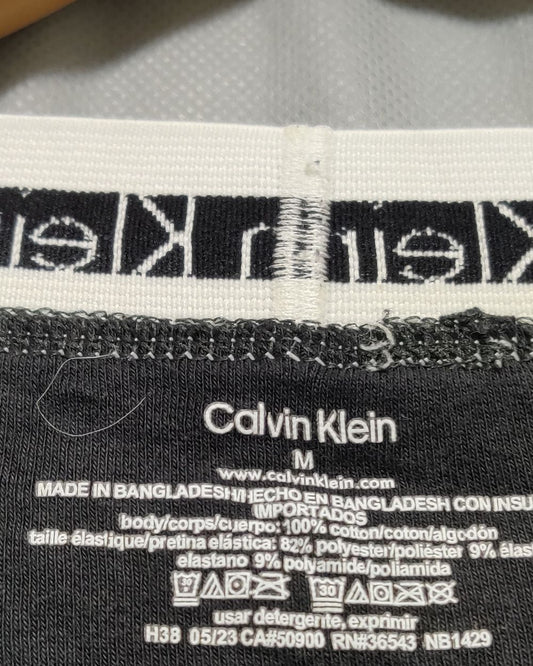 Klein Klein K
Calvin Klein
M
www.calvinklein.com
MADE IN BANGLADESH/HECHO EN BANGLADESH CON INSU
IMPORTADOS
body/corps/cuerpo: 100% cotton/coton/algodón
taille élastique/pretina elástica: 82% polyester/poliéster 9% élas
elastano 9% polyamide/poliamida
30 30
usar detergente, exprimir
H38 05/23 CA#50900 RN#36543 NB1429